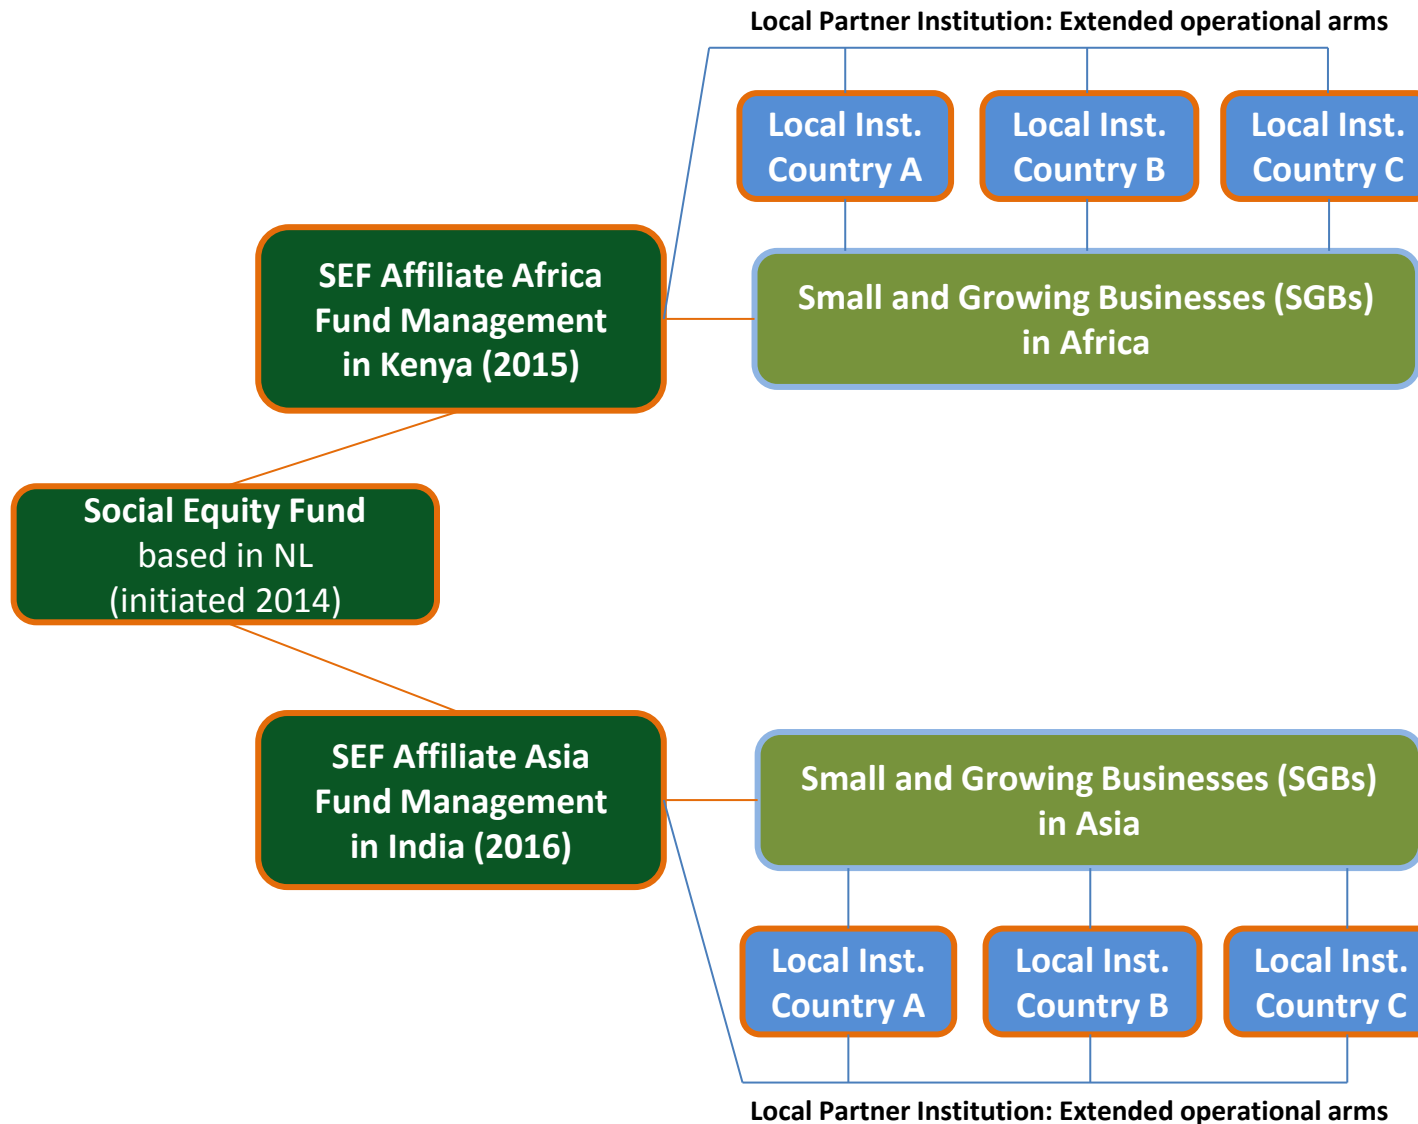 Local Partner Institution: Extended operational arms
Local Inst.
Country A
Local Inst.
Country B
Local Inst.
Country C
SEF Affiliate Africa
Fund Management
in Kenya (2015)
Small and Growing Businesses (SGBs)
in Africa
Social Equity Fund
based in NL
(initiated 2014)
SEF Affiliate Asia
Fund Management
in India (2016)
Small and Growing Businesses (SGBs)
in Asia
Local Inst.
Country A
Local Inst.
Country B
Local Inst.
Country C
Local Partner Institution: Extended operational arms